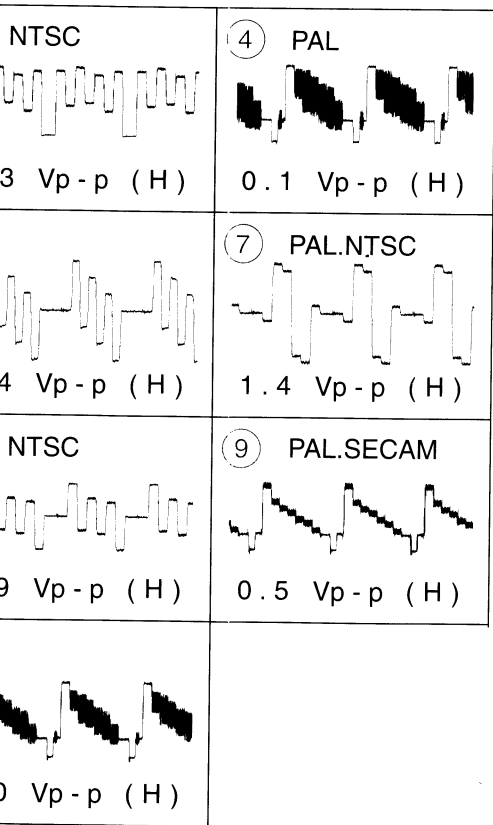 NTSC
④ PAL
3 Vp-p (H)
0.1 Vp-p (H)
⑦ PAL.NTSC
4 Vp-p (H)
1.4 Vp-p (H)
NTSC
⑨ PAL.SECAM
9 Vp-p (H)
0.5 Vp-p (H)
0 Vp-p (H)